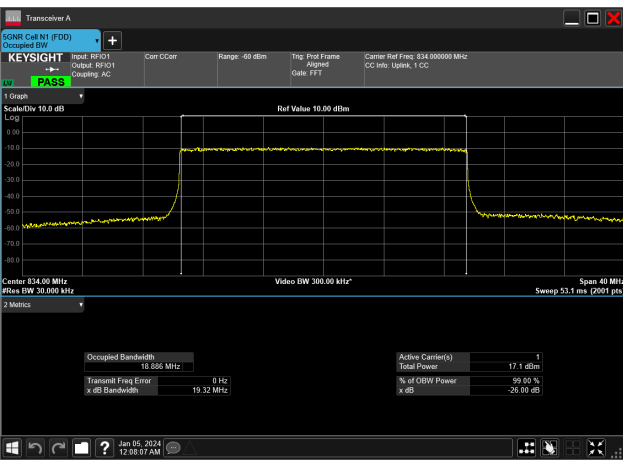 Transceiver A
5GNR Cell N1 (FDD)
Occupied BW
KEYSIGHT
Input: RFIO1
Output: RFIO1
Coupling: AC
Corr CCorr
Range: -60 dBm
Trig: Prot Frame
Aligned
Gate: FFT
Carrier Ref Freq: 834.000000 MHz
CC Info: Uplink, 1 CC
PASS
1 Graph
Scale/Div 10.0 dB
Ref Value 10.00 dBm
Log
0.00
-10.0
-20.0
-30.0
-40.0
-50.0
-60.0
-70.0
-80.0
Center 834.00 MHz
Video BW 300.00 kHz*
Span 40 MHz
#Res BW 30.000 kHz
Sweep 53.1 ms (2001 pts)
2 Metrics
Occupied Bandwidth
18.886 MHz
Active Carrier(s) 1
Total Power 17.1 dBm
Transmit Freq Error 0 Hz
x dB Bandwidth 19.32 MHz
% of OBW Power 99.00 %
x dB -26.00 dB
?
Jan 05, 2024
12:08:07 AM